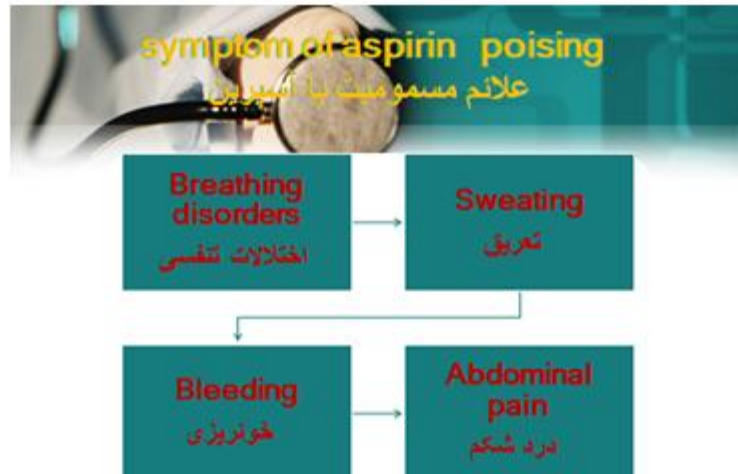 symptom of aspirin poising
علائم مسمومیت با آسپرین
Breathing
disorders
اختلالات تنفسی
Sweating
تعریق
Bleeding
خونریزی
Abdominal
pain
درد شکم